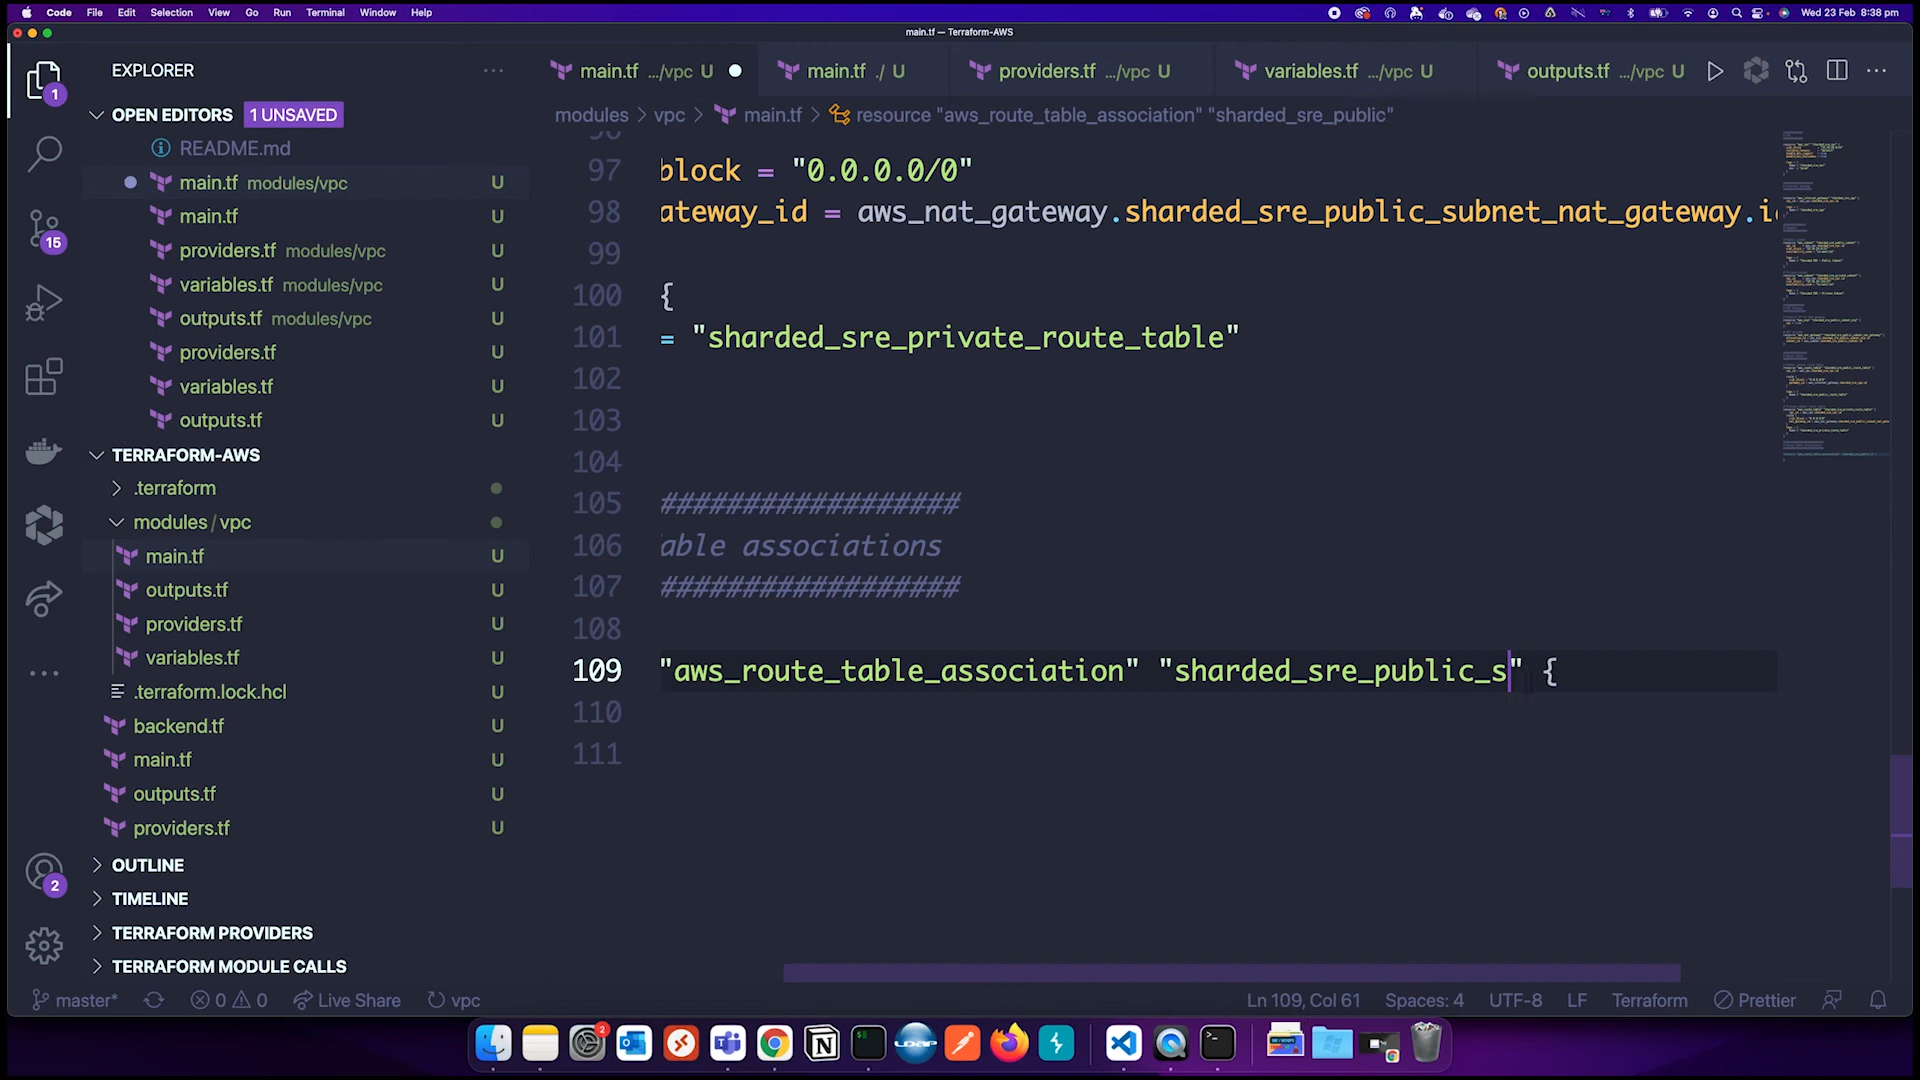 Code File Edit Selection View Go Run Terminal Window Help Wed 23 Feb 8:38 pm
main.tf — Terraform-AWS
EXPLORER
main.tf .../vpc U
main.tf ./ U
providers.tf .../vpc U
variables.tf .../vpc U
outputs.tf .../vpc U
1
OPEN EDITORS 1 UNSAVED
modules > vpc > main.tf > resource "aws_route_table_association" "sharded_sre_public"
README.md
main.tf modules/vpc U
main.tf U
providers.tf modules/vpc U
variables.tf modules/vpc U
outputs.tf modules/vpc U
providers.tf U
variables.tf U
outputs.tf U
15
TERRAFORM-AWS
.terraform
modules / vpc
main.tf U
outputs.tf U
providers.tf U
variables.tf U
.terraform.lock.hcl U
backend.tf U
main.tf U
outputs.tf U
providers.tf U
OUTLINE
TIMELINE
TERRAFORM PROVIDERS
TERRAFORM MODULE CALLS
2
96
97 block = "0.0.0.0/0"
98 ateway_id = aws_nat_gateway.sharded_sre_public_subnet_nat_gateway.i
99
100 {
101 = "sharded_sre_private_route_table"
102
103
104
105 ##################
106 able associations
107 ##################
108
109 "aws_route_table_association" "sharded_sre_public_s" {
110
111
master* 0 0 Live Share vpc Ln 109, Col 61 Spaces: 4 UTF-8 LF Terraform Prettier
2
LDAP